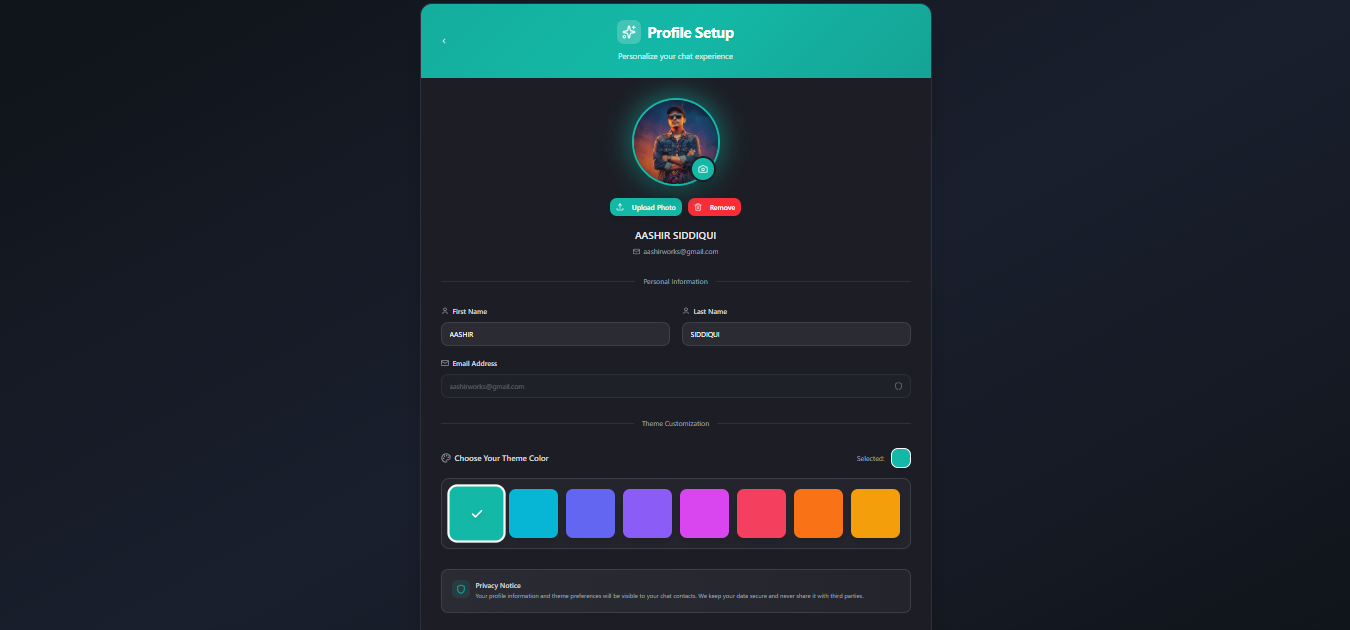 Profile Setup
Personalize your chat experience
Upload Photo
Remove
AASHIR SIDDIQUI
aashirworks@gmail.com
Personal Information
First Name
Last Name
AASHIR
SIDDIQUI
Email Address
aashirworks@gmail.com
Theme Customization
Choose Your Theme Color
Selected:
Privacy Notice
Your profile information and theme preferences will be visible to your chat contacts. We keep your data secure and never share it with third parties.